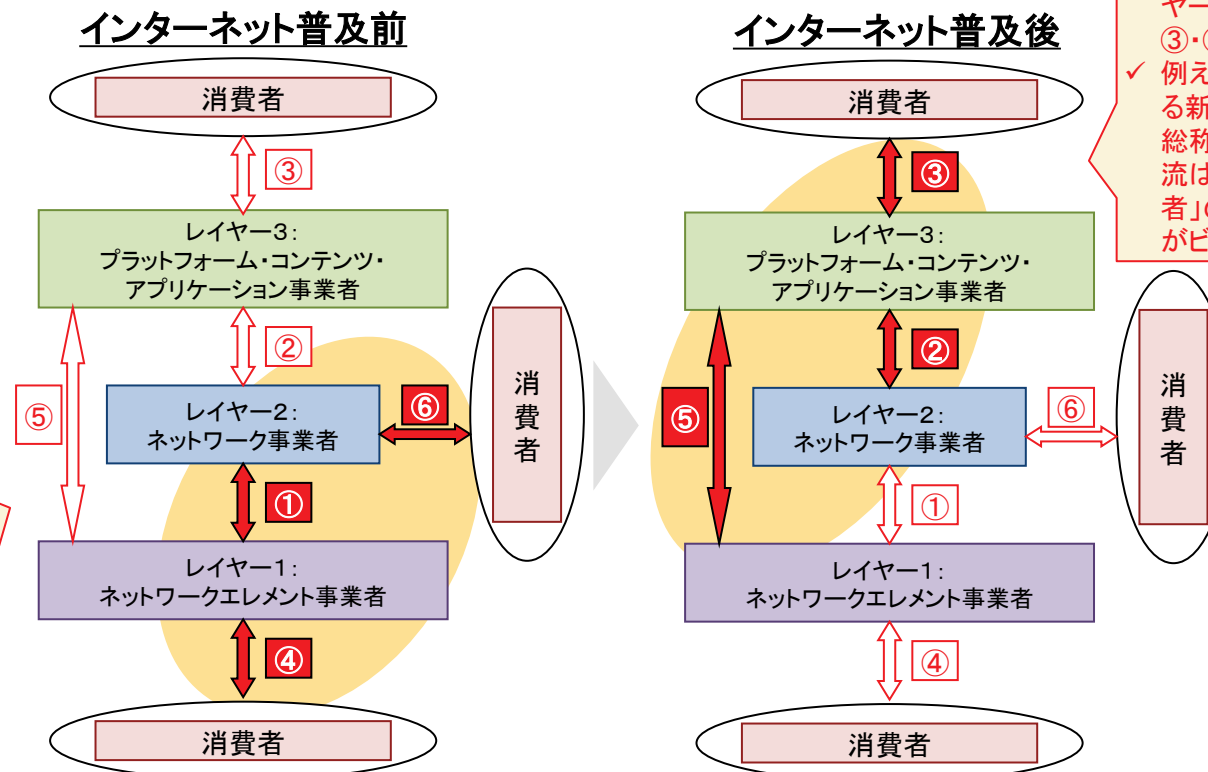 インターネット普及前
消費者
③
レイヤー3:
プラットフォーム・コンテンツ・
アプリケーション事業者
②
⑤
レイヤー2:
ネットワーク事業者
⑥
消費者
①
レイヤー1:
ネットワークエレメント事業者
④
消費者
インターネット普及後
消費者
③
レイヤー3:
プラットフォーム・コンテンツ・
アプリケーション事業者
②
⑤
レイヤー2:
ネットワーク事業者
⑥
消費者
①
レイヤー1:
ネットワークエレメント事業者
④
消費者
③・
✓ 例え
る新
総称
流は
者」の
がビ